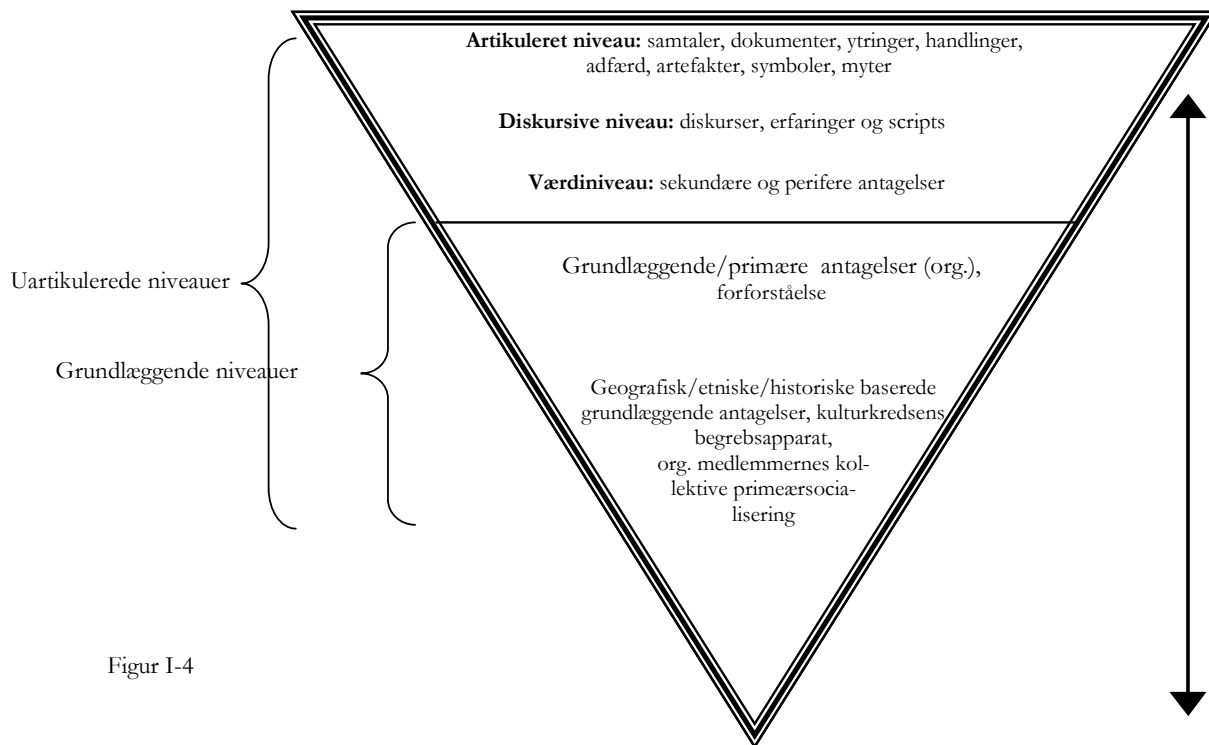 Artikuleret niveau: samtaler, dokumenter, ytringer, handlinger,
adfærd, artefakter, symboler, myter
Diskursive niveau: diskurser, erfaringer og scripts
Værdiniveau: sekundære og perifere antagelser
Grundlæggende/primære antagelser (org.),
forforståelse
Uartikulerede niveauer
Grundlæggende niveauer
Geografisk/etniske/historiske baserede
grundlæggende antagelser, kulturkredsens
begrebsapparat,
org. medlemmernes kol-
lektive primeærsocia-
lisering
Figur I-4